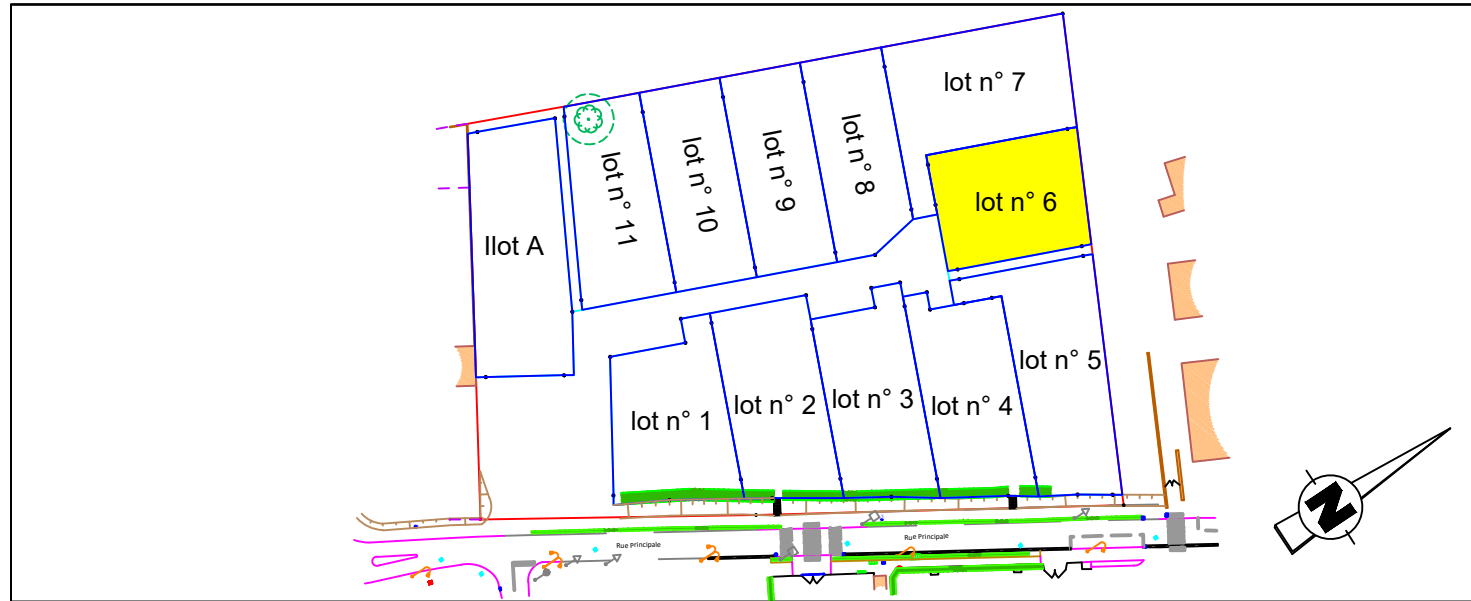 lot n° 7
lot n° 8
lot n° 9
lot n° 10
lot n° 11
lot n° 6
Ilot A
lot n° 5
lot n° 1
lot n° 2
lot n° 3
lot n° 4
N
Rue Principale
Rue Principale